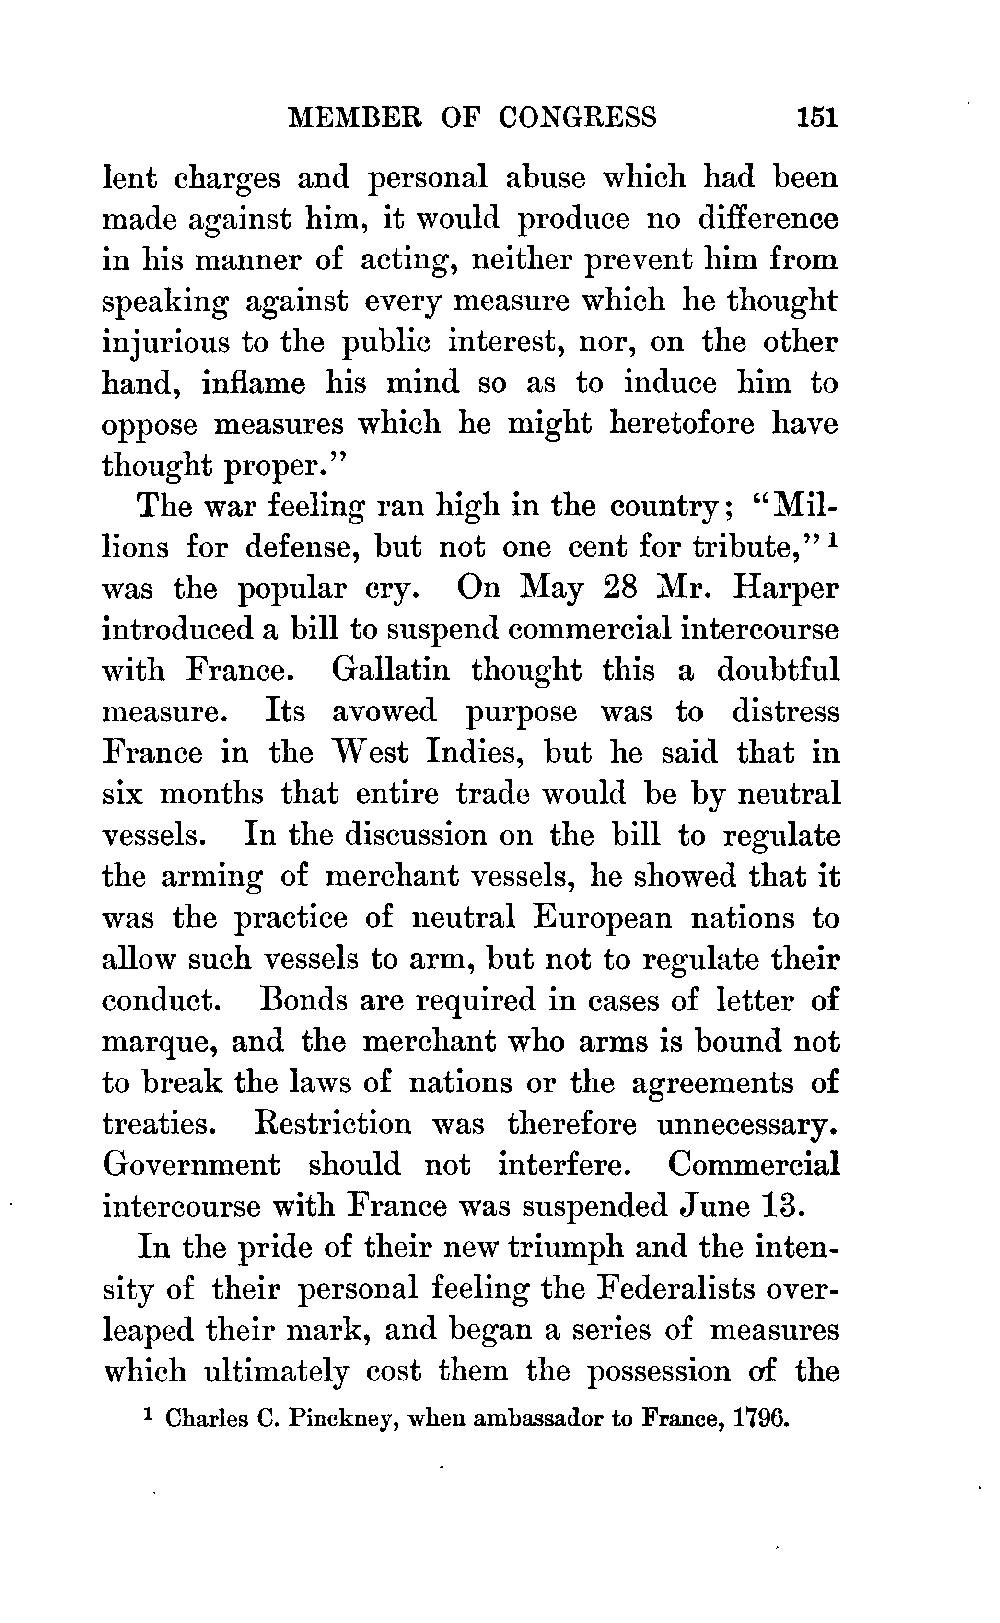 MEMBER OF CONGRESS 151
lent charges and personal abuse which had been
made against him, it would produce no difference
in his manner of acting, neither prevent him from
speaking against every measure which he thought
injurious to the public interest, nor, on the other
hand, inflame his mind so as to induce him to
oppose measures which he might heretofore have
thought proper."
The war feeling ran high in the country; "Mil-
lions for defense, but not one cent for tribute," 1
was the popular cry. On May 28 Mr. Harper
introduced a bill to suspend commercial intercourse
with France. Gallatin thought this a doubtful
measure. Its avowed purpose was to distress
France in the West Indies, but he said that in
six months that entire trade would be by neutral
vessels. In the discussion on the bill to regulate
the arming of merchant vessels, he showed that it
was the practice of neutral European nations to
allow such vessels to arm, but not to regulate their
conduct. Bonds are required in cases of letter of
marque, and the merchant who arms is bound not
to break the laws of nations or the agreements of
treaties. Restriction was therefore unnecessary.
Government should not interfere. Commercial
intercourse with France was suspended June 13.
In the pride of their new triumph and the inten-
sity of their personal feeling the Federalists over-
leaped their mark, and began a series of measures
which ultimately cost them the possession of the
1 Charles C. Pinckney, when ambassador to France, 1796.